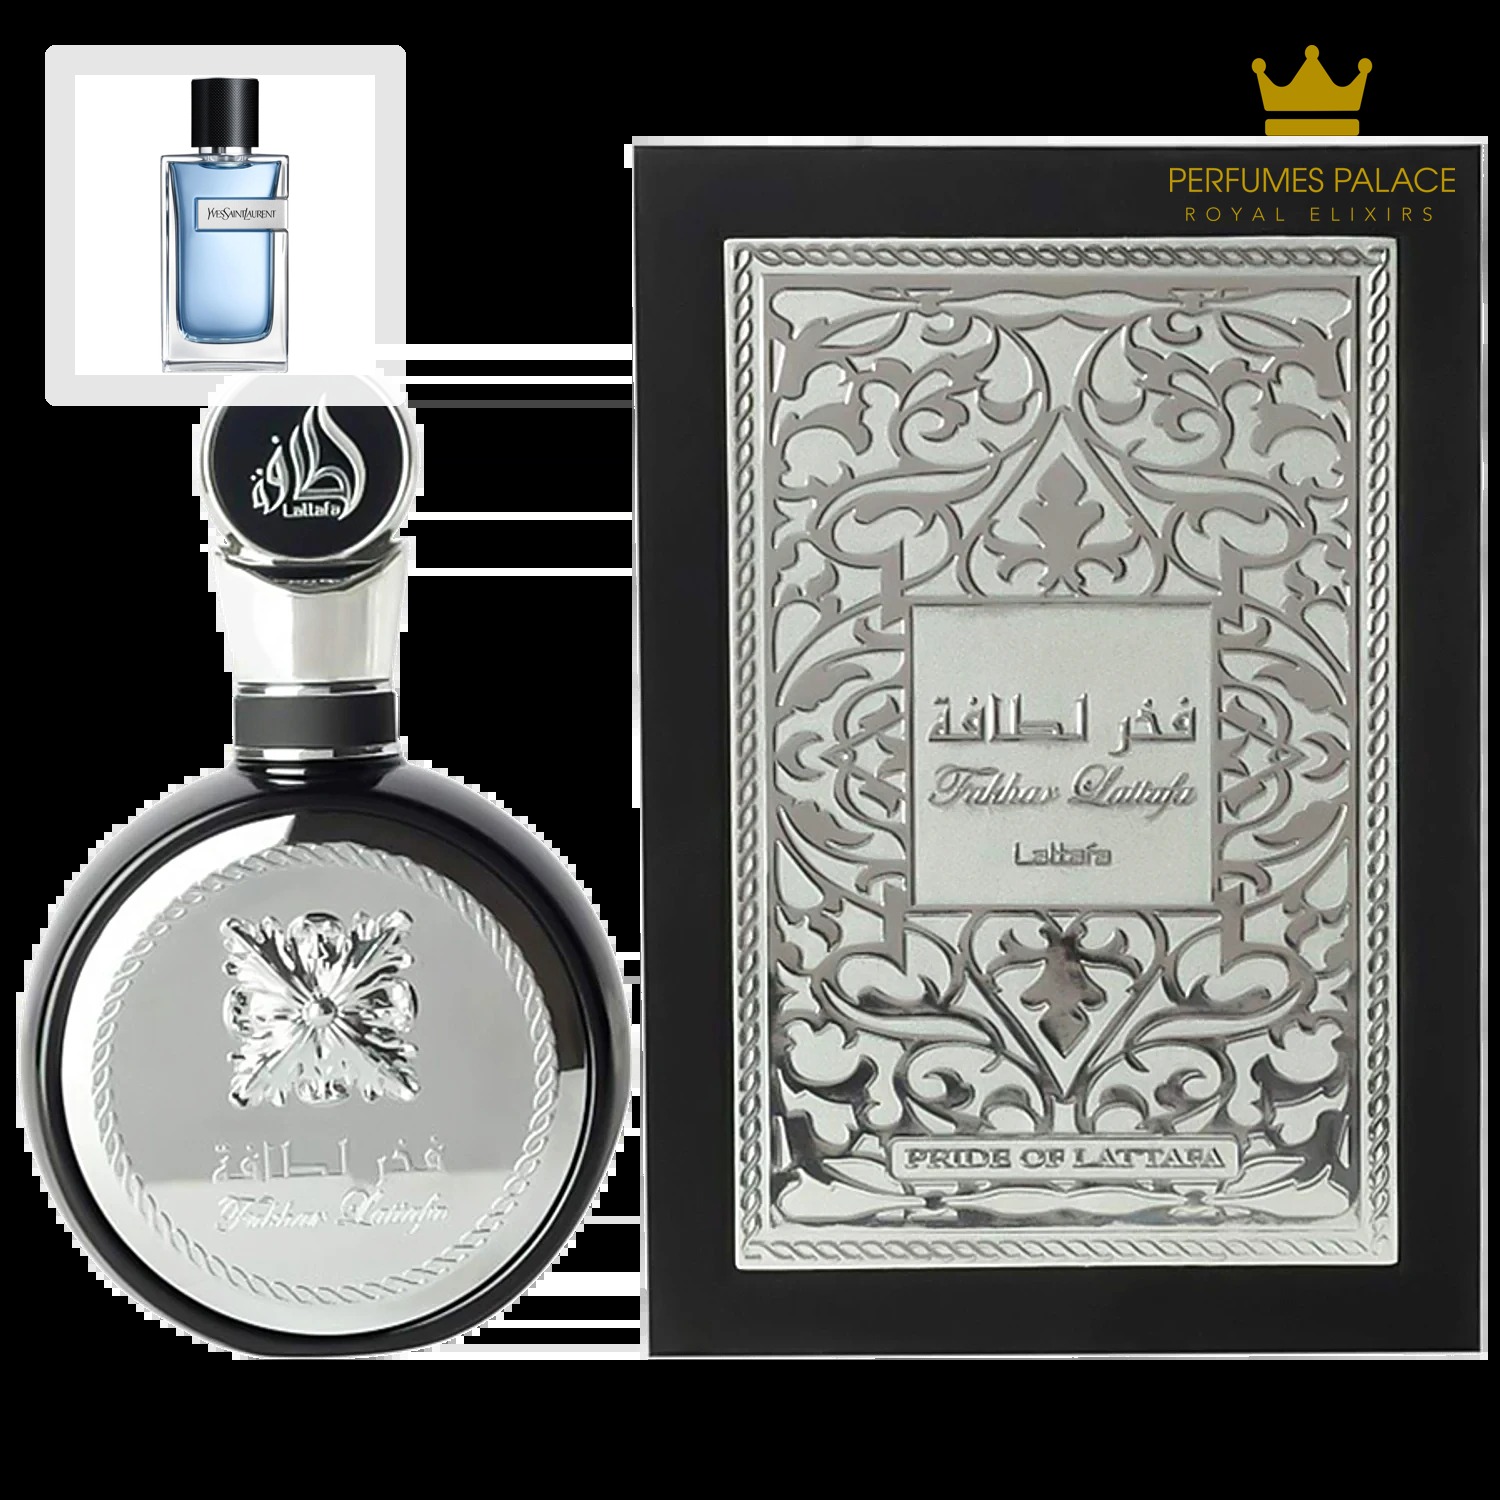 YVESSAINTLAURENT
PERFUMES PALACE
ROYAL ELIXIRS
لطافة
Lattafa
فخر لطافة
Fakhar Lattafa
Lattafa
PRIDE OF LATTAFA
فخر لطافة
Fakhar Lattafa